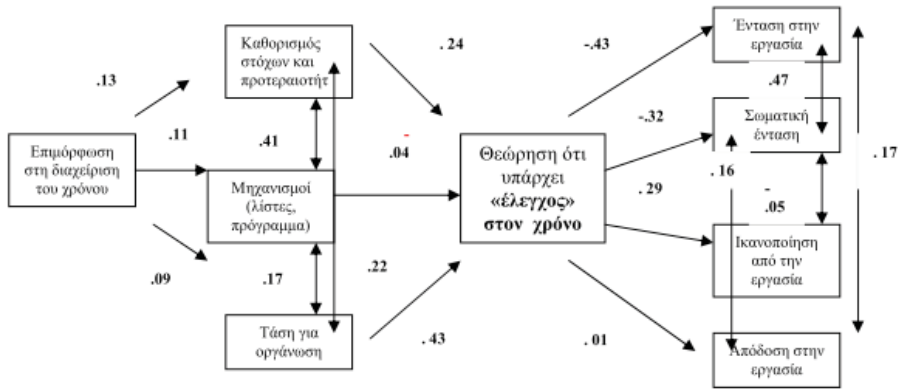 Επιμόρφωση
στη διαχείριση
του χρόνου
.13
.11
.09
Καθορισμός
στόχων και
προτεραιοτήτ
.41
Μηχανισμοί
(λίστες,
πρόγραμμα)
.17
Τάση για
οργάνωση
. 24
-
.04
.22
. 43
Θεώρηση ότι
υπάρχει
«έλεγχος»
στον χρόνο
-.43
-.32
. 29
. 01
Ένταση στην
εργασία
.47
Σωματική
ένταση
. 16
-
.05
Ικανοποίηση
από την
εργασία
Απόδοση στην
εργασία
. 17